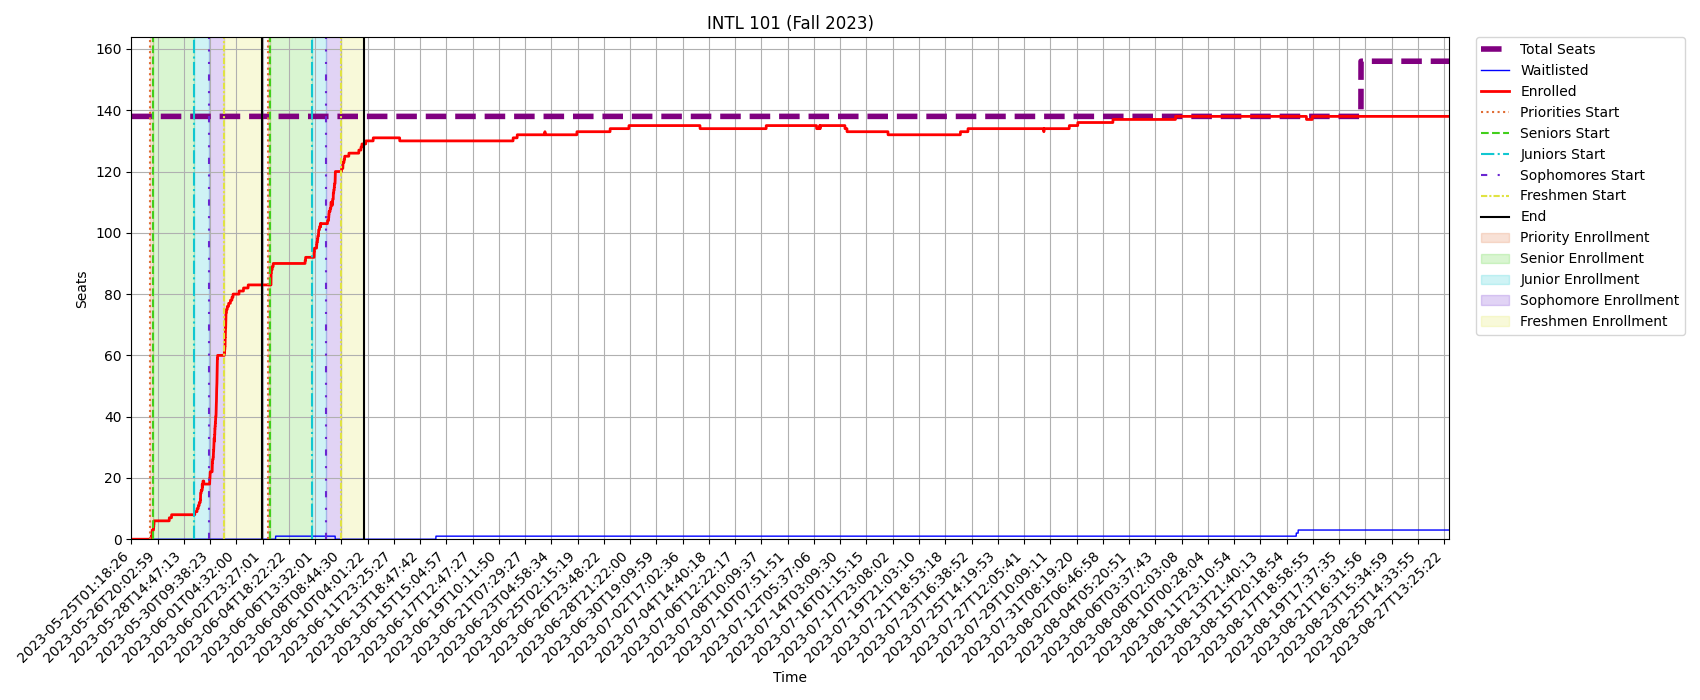 INTL 101 (Fall 2023)
160
140
120
100
80
60
40
20
0
Seats
2023-05-25T01:18:26
2023-05-26T20:02:59
2023-05-28T14:47:13
2023-05-30T09:38:23
2023-06-01T04:32:00
2023-06-02T23:27:01
2023-06-04T18:22:22
2023-06-06T13:32:01
2023-06-08T08:44:30
2023-06-10T04:01:22
2023-06-11T23:25:27
2023-06-13T18:47:42
2023-06-15T15:04:57
2023-06-17T12:47:27
2023-06-19T10:11:50
2023-06-21T07:29:27
2023-06-23T04:58:34
2023-06-25T02:15:19
2023-06-26T23:48:22
2023-06-28T21:22:00
2023-06-30T19:09:59
2023-07-02T17:02:36
2023-07-04T14:40:18
2023-07-06T12:22:17
2023-07-08T10:09:37
2023-07-10T07:51:51
2023-07-12T05:37:06
2023-07-14T03:09:30
2023-07-16T01:15:15
2023-07-17T23:08:02
2023-07-19T21:03:10
2023-07-21T18:53:18
2023-07-23T16:38:52
2023-07-25T14:19:53
2023-07-27T12:05:41
2023-07-29T10:09:11
2023-07-31T08:19:20
2023-08-02T06:46:58
2023-08-04T05:20:51
2023-08-06T03:37:43
2023-08-08T02:03:08
2023-08-10T00:28:04
2023-08-11T23:10:54
2023-08-13T21:40:13
2023-08-15T20:18:54
2023-08-17T18:58:55
2023-08-19T17:37:35
2023-08-21T16:31:56
2023-08-23T15:34:59
2023-08-25T14:33:55
2023-08-27T13:25:22
Time
Total Seats
Waitlisted
Enrolled
Priorities Start
Seniors Start
Juniors Start
Sophomores Start
Freshmen Start
End
Priority Enrollment
Senior Enrollment
Junior Enrollment
Sophomore Enrollment
Freshmen Enrollment